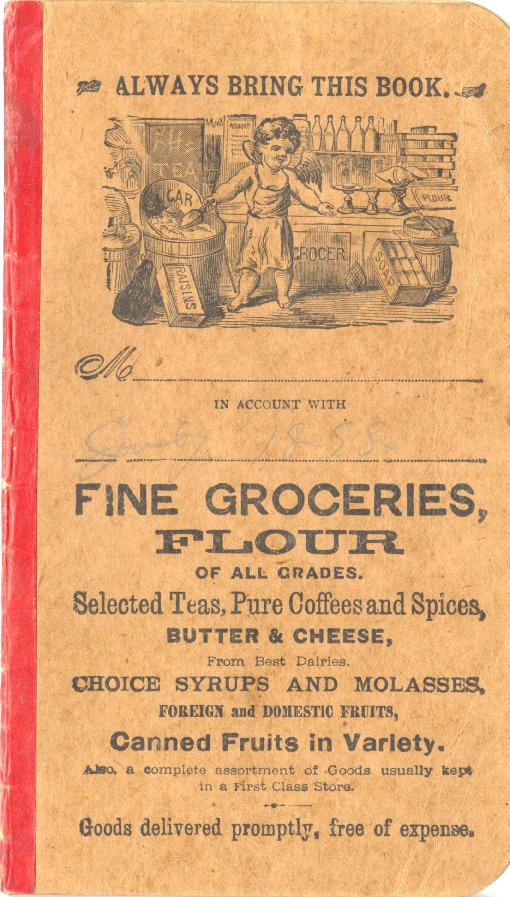 ALWAYS BRING THIS BOOK.
TEA
GAR
RAISINS
GROCER
SOAP
FLOUR
M
IN ACCOUNT WITH
FINE GROCERIES,
FLOUR
OF ALL GRADES.
Selected Teas, Pure Coffees and Spices,
BUTTER & CHEESE,
From Best Dairies.
CHOICE SYRUPS AND MOLASSES,
FOREIGN and DOMESTIC FRUITS,
Canned Fruits in Variety.
Also, a complete assortment of Goods usually kept
in a First Class Store.
Goods delivered promptly, free of expense.